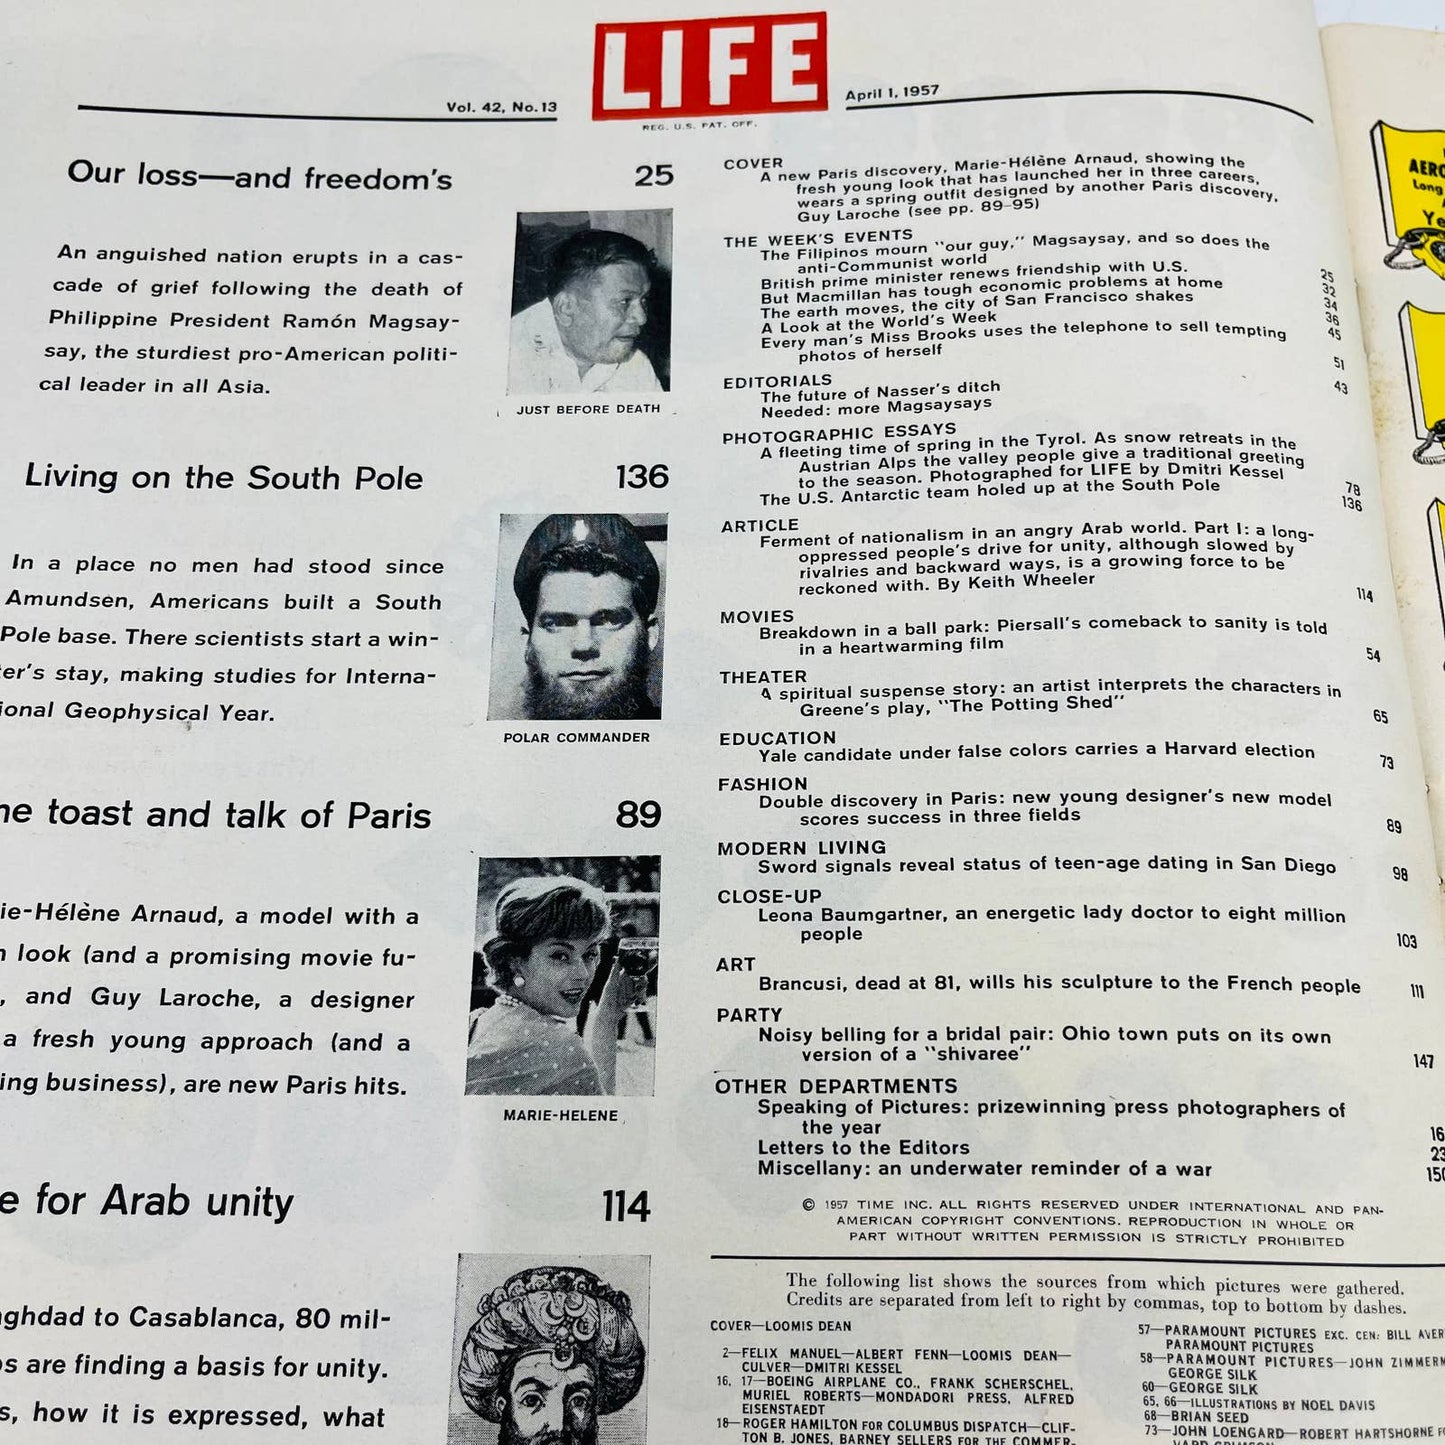 LIFE
Vol. 42, No. 13
REG. U.S. PAT. OFF.
April 1, 1957
Our loss—and freedom's 25
An anguished nation erupts in a cas-
cade of grief following the death of
Philippine President Ramón Magsay-
say, the sturdiest pro-American politi-
cal leader in all Asia.
JUST BEFORE DEATH
Living on the South Pole 136
In a place no men had stood since
Amundsen, Americans built a South
Pole base. There scientists start a win-
ter's stay, making studies for Interna-
ional Geophysical Year.
POLAR COMMANDER
he toast and talk of Paris 89
ie-Hélène Arnaud, a model with a
look (and a promising movie fu-
, and Guy Laroche, a designer
a fresh young approach (and a
ing business), are new Paris hits.
MARIE-HELENE
e for Arab unity 114
ghdad to Casablanca, 80 mil-
s are finding a basis for unity.
s, how it is expressed, what
COVER
A new Paris discovery, Marie-Hélène Arnaud, showing the
fresh young look that has launched her in three careers,
wears a spring outfit designed by another Paris discovery,
Guy Laroche (see pp. 89-95)
THE WEEK'S EVENTS
The Filipinos mourn "our guy," Magsaysay, and so does the
anti-Communist world 25
British prime minister renews friendship with U.S. 32
But Macmillan has tough economic problems at home 34
The earth moves, the city of San Francisco shakes 36
A Look at the World's Week 45
Every man's Miss Brooks uses the telephone to sell tempting
photos of herself 51
EDITORIALS 43
The future of Nasser's ditch
Needed: more Magsaysays
PHOTOGRAPHIC ESSAYS
A fleeting time of spring in the Tyrol. As snow retreats in the
Austrian Alps the valley people give a traditional greeting
to the season. Photographed for LIFE by Dmitri Kessel 78
The U.S. Antarctic team holed up at the South Pole 136
ARTICLE
Ferment of nationalism in an angry Arab world. Part I: a long-
oppressed people's drive for unity, although slowed by
rivalries and backward ways, is a growing force to be
reckoned with. By Keith Wheeler 114
MOVIES
Breakdown in a ball park: Piersall's comeback to sanity is told
in a heartwarming film 54
THEATER
A spiritual suspense story: an artist interprets the characters in
Greene's play, "The Potting Shed" 65
EDUCATION
Yale candidate under false colors carries a Harvard election 73
FASHION
Double discovery in Paris: new young designer's new model
scores success in three fields 89
MODERN LIVING
Sword signals reveal status of teen-age dating in San Diego 98
CLOSE-UP
Leona Baumgartner, an energetic lady doctor to eight million
people 103
ART
Brancusi, dead at 81, wills his sculpture to the French people 111
PARTY
Noisy belling for a bridal pair: Ohio town puts on its own
version of a "shivaree" 147
OTHER DEPARTMENTS
Speaking of Pictures: prizewinning press photographers of
the year 16
Letters to the Editors 23
Miscellany: an underwater reminder of a war 150
© 1957 TIME INC. ALL RIGHTS RESERVED UNDER INTERNATIONAL AND PAN-
AMERICAN COPYRIGHT CONVENTIONS. REPRODUCTION IN WHOLE OR
PART WITHOUT WRITTEN PERMISSION IS STRICTLY PROHIBITED
The following list shows the sources from which pictures were gathered.
Credits are separated from left to right by commas, top to bottom by dashes.
COVER—LOOMIS DEAN
2—FELIX MANUEL—ALBERT FENN—LOOMIS DEAN—
CULVER—DMITRI KESSEL
16, 17—BOEING AIRPLANE CO., FRANK SCHERSCHEL,
MURIEL ROBERTS—MONDADORI PRESS, ALFRED
EISENSTAEDT
18—ROGER HAMILTON FOR COLUMBUS DISPATCH—CLIF-
TON B. JONES, BARNEY SELLERS FOR THE COMMER-
57—PARAMOUNT PICTURES EXC. CEN: BILL AVER
PARAMOUNT PICTURES
58—PARAMOUNT PICTURES—JOHN ZIMMERM
GEORGE SILK
60—GEORGE SILK
65, 66—ILLUSTRATIONS BY NOEL DAVIS
68—BRIAN SEED
73—JOHN LOENGARD—ROBERT HARTSHORNE F
AERO
Long
Ye